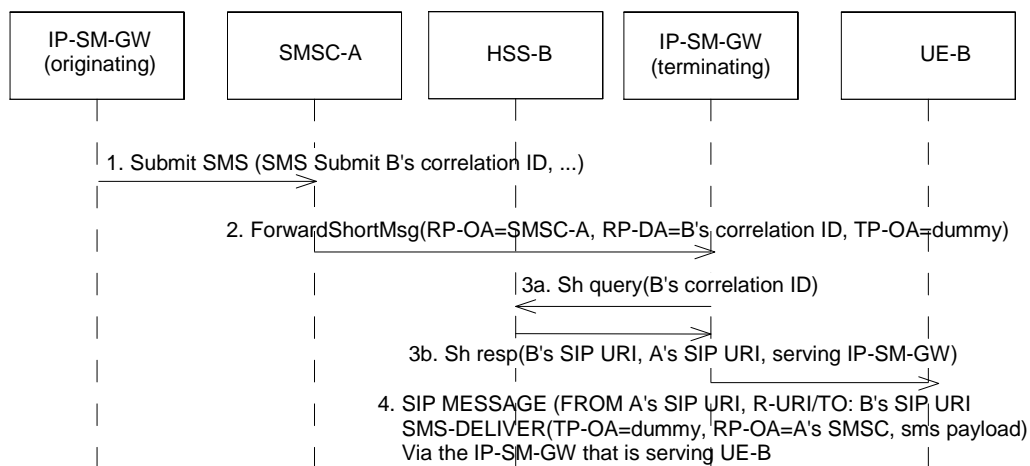 IP-SM-GW
(originating)
SMSC-A
HSS-B
IP-SM-GW
(terminating)
UE-B
1. Submit SMS (SMS Submit B's correlation ID, ...)
2. ForwardShortMsg(RP-OA=SMSC-A, RP-DA=B's correlation ID, TP-OA=dummy)
3a. Sh query(B's correlation ID)
3b. Sh resp(B's SIP URI, A's SIP URI, serving IP-SM-GW)
4. SIP MESSAGE (FROM A's SIP URI, R-URI/TO: B's SIP URI
SMS-DELIVER(TP-OA=dummy, RP-OA=A's SMSC, sms payload)
Via the IP-SM-GW that is serving UE-B